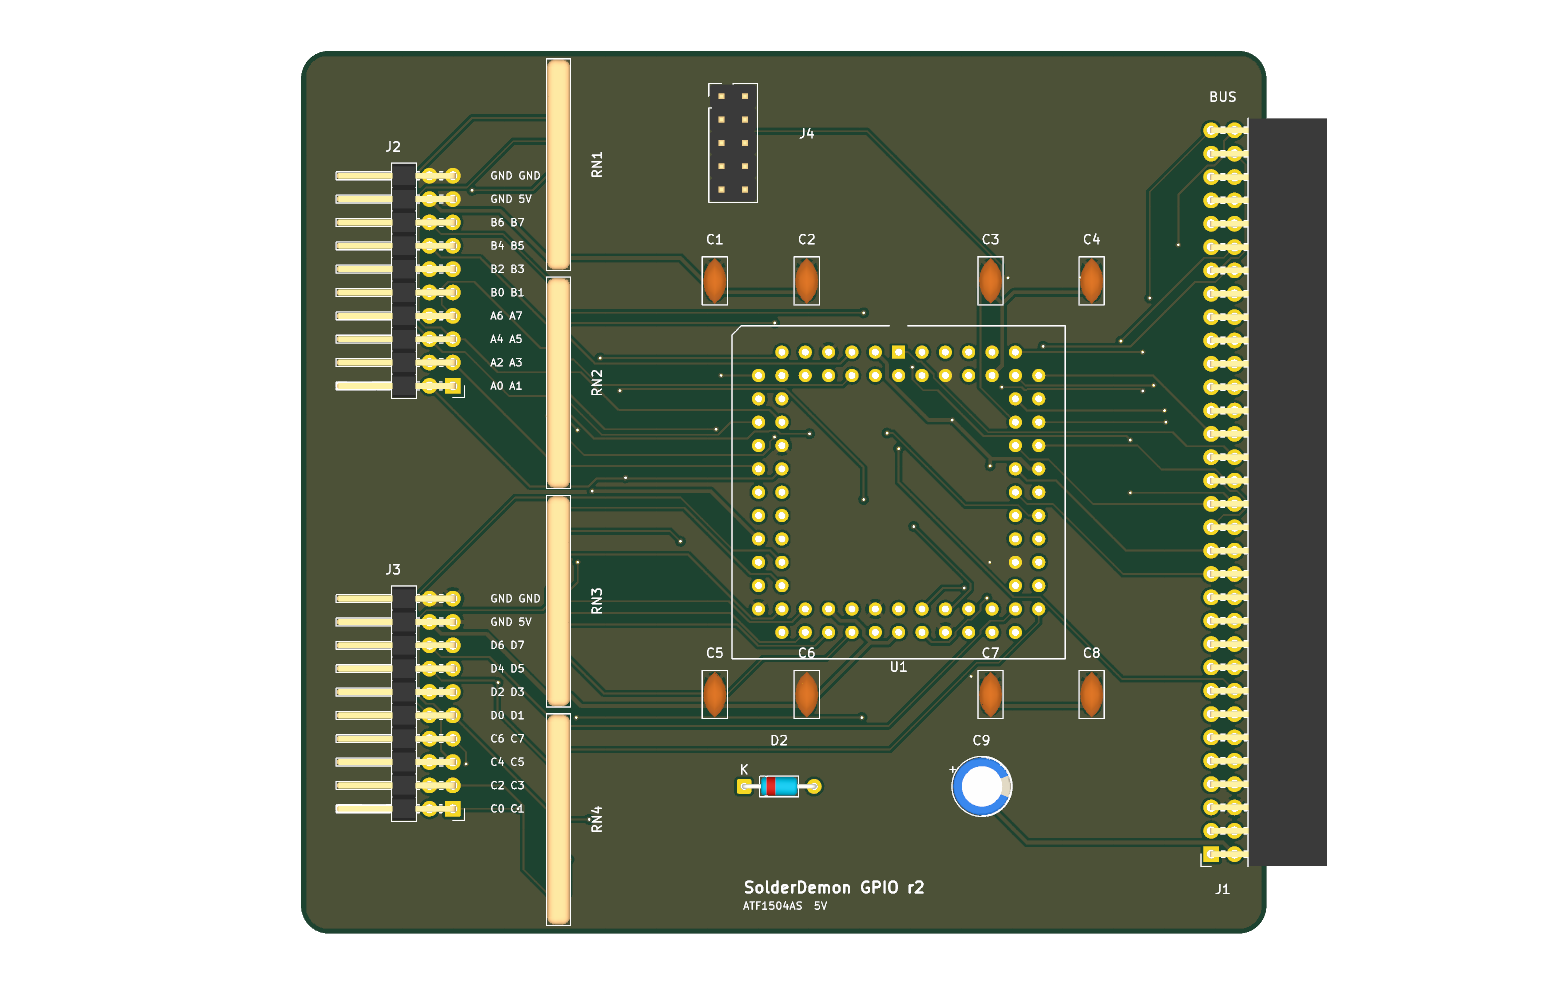 BUS
J4
J2
RN1
GND GND
GND 5V
B6 B7
B4 B5
B2 B3
B0 B1
A6 A7
A4 A5
A2 A3
A0 A1
C1
C2
C3
C4
RN2
J3
RN3
GND GND
GND 5V
D6 D7
D4 D5
D2 D3
D0 D1
C6 C7
C4 C5
C2 C3
C0 C1
C5
C6
C7
C8
U1
D2
C9
K
+
RN4
SolderDemon GPIO r2
ATF1504AS 5V
J1